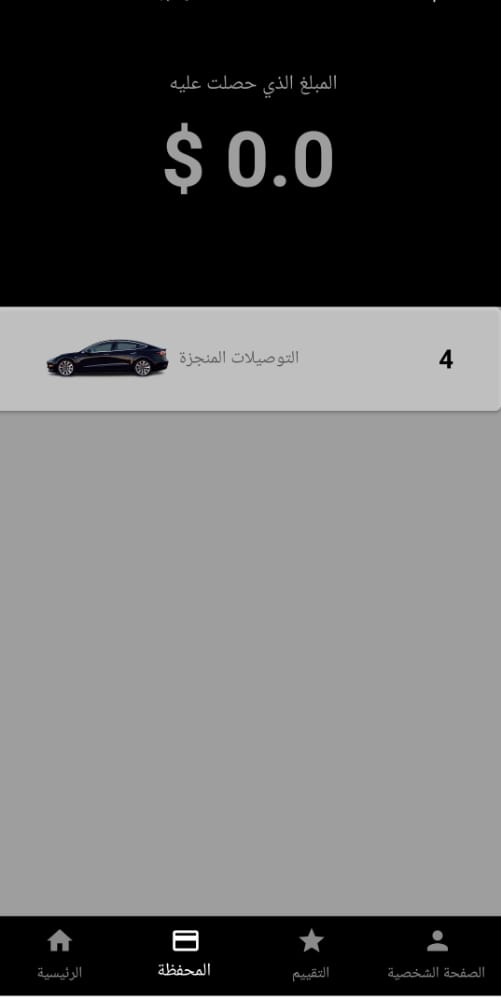 المبلغ الذي حصلت عليه
$ 0.0
التوصيلات المنجزة
4
الرئيسية
المحفظة
التقييم
الصفحة الشخصية